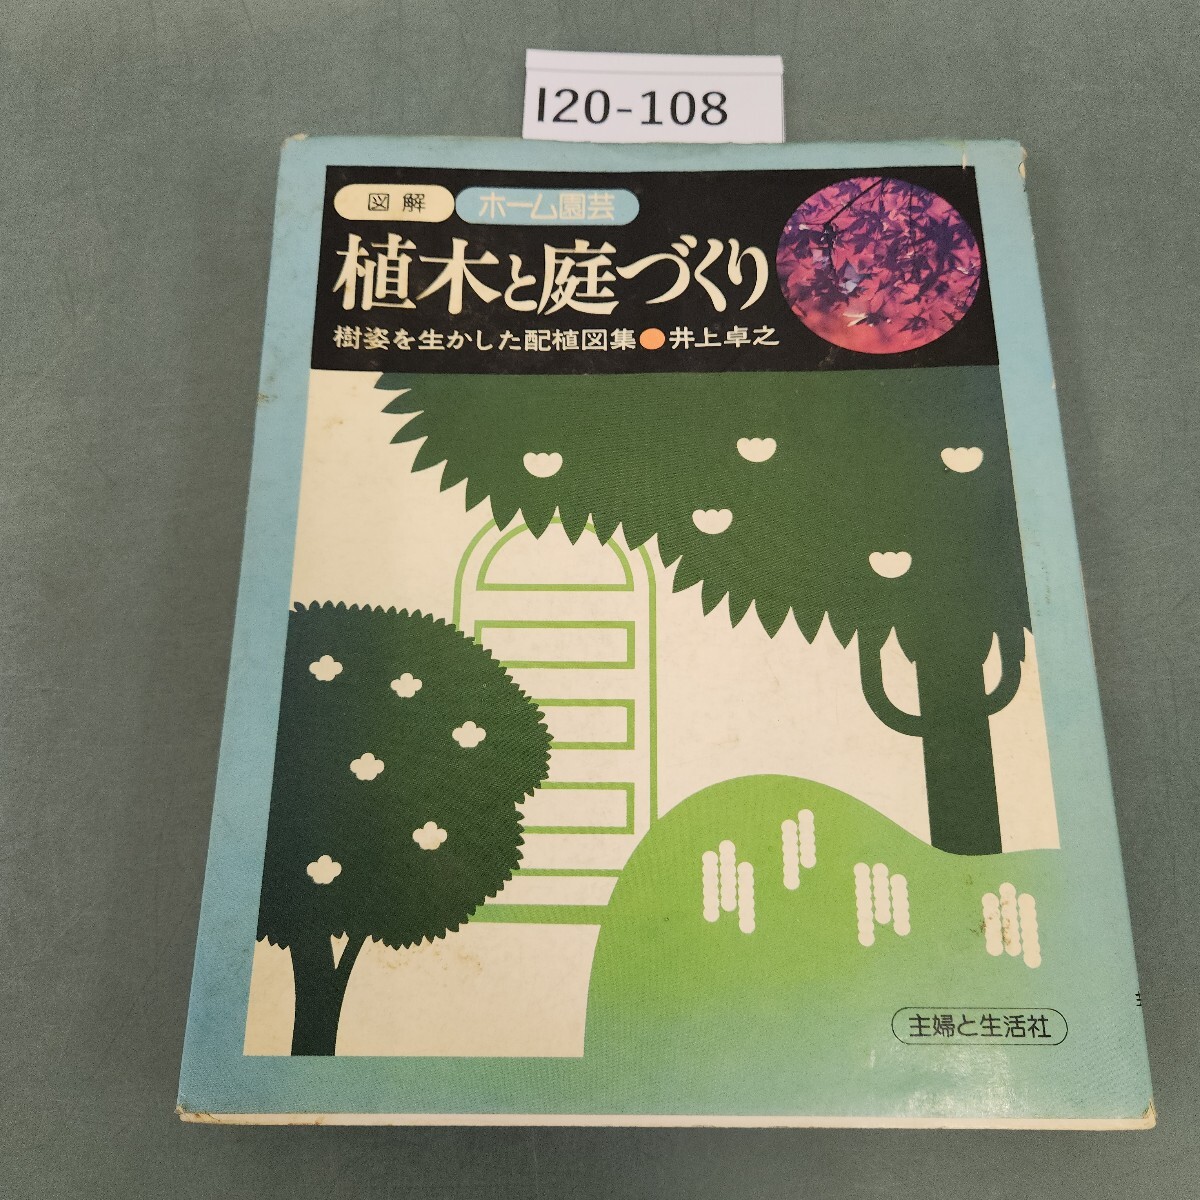 I20-108
図解 ホーム園芸
植木と庭づくり
樹姿を生かした配植図集●井上卓之
主婦と生活社